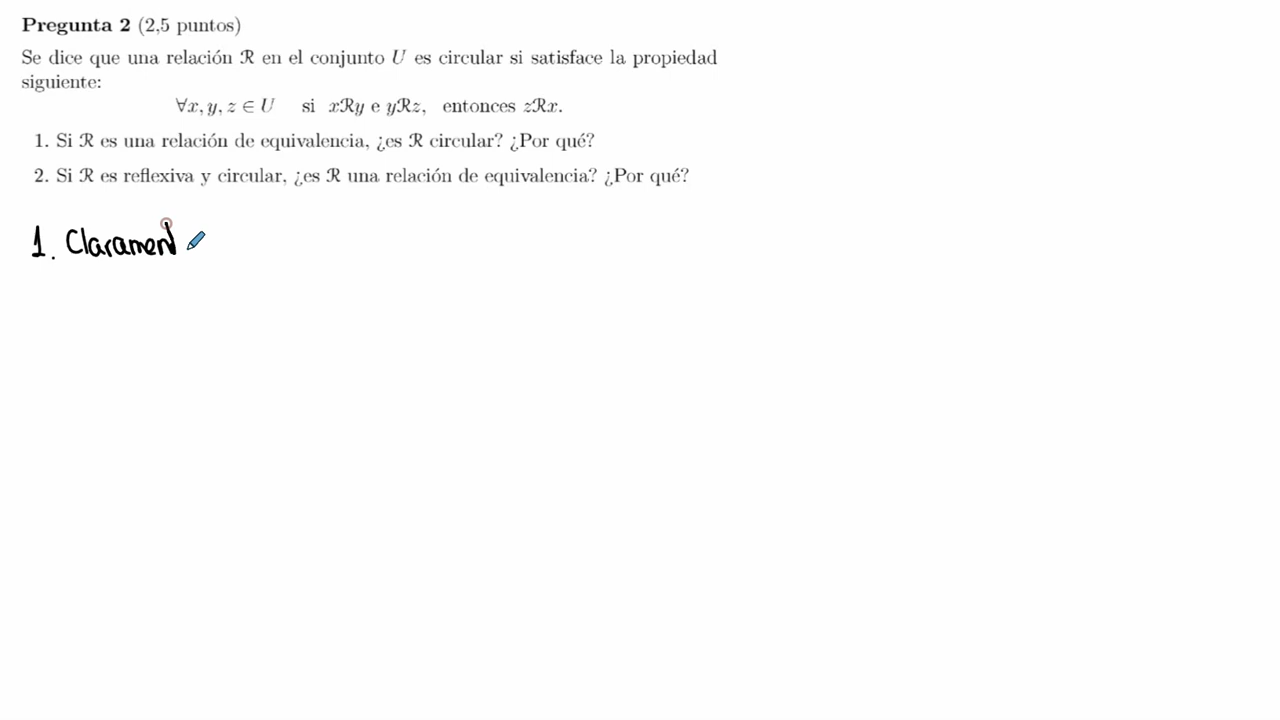 Pregunta 2 (2,5 puntos)
Se dice que una relación ℛ en el conjunto U es circular si satisface la propiedad
siguiente:
∀x, y, z ∈ U si xℛy e yℛz, entonces zℛx.
1. Si ℛ es una relación de equivalencia, ¿es ℛ circular? ¿Por qué?
2. Si ℛ es reflexiva y circular, ¿es ℛ una relación de equivalencia? ¿Por qué?
1. Claramen